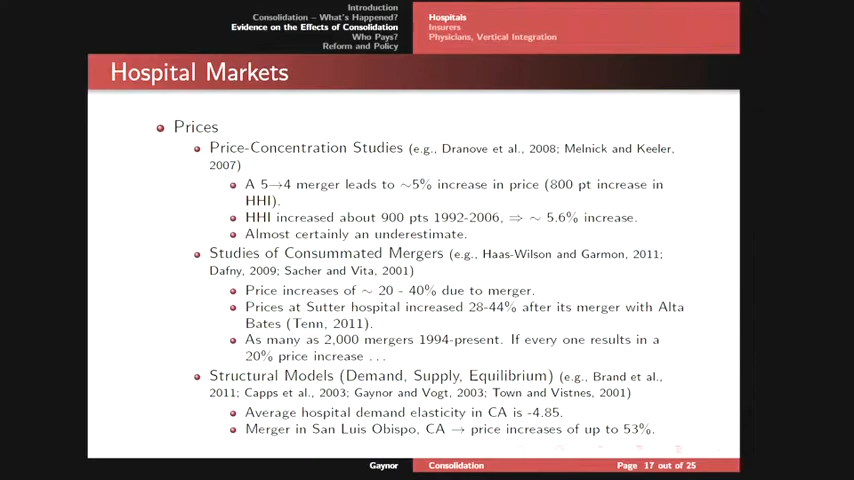 Introduction
Consolidation – What's Happened?
Evidence on the Effects of Consolidation
Who Pays?
Reform and Policy
Hospitals
Insurers
Physicians, Vertical Integration
Hospital Markets
Prices
Price-Concentration Studies (e.g., Dranove et al., 2008; Melnick and Keeler,
2007)
A 5→4 merger leads to ∼5% increase in price (800 pt increase in
HHI).
HHI increased about 900 pts 1992-2006, ⇒ ∼ 5.6% increase.
Almost certainly an underestimate.
Studies of Consummated Mergers (e.g., Haas-Wilson and Garmon, 2011;
Dafny, 2009; Sacher and Vita, 2001)
Price increases of ∼ 20 - 40% due to merger.
Prices at Sutter hospital increased 28-44% after its merger with Alta
Bates (Tenn, 2011).
As many as 2,000 mergers 1994-present. If every one results in a
20% price increase ...
Structural Models (Demand, Supply, Equilibrium) (e.g., Brand et al.,
2011; Capps et al., 2003; Gaynor and Vogt, 2003; Town and Vistnes, 2001)
Average hospital demand elasticity in CA is -4.85.
Merger in San Luis Obispo, CA → price increases of up to 53%.
Gaynor
Consolidation
Page 17 out of 25